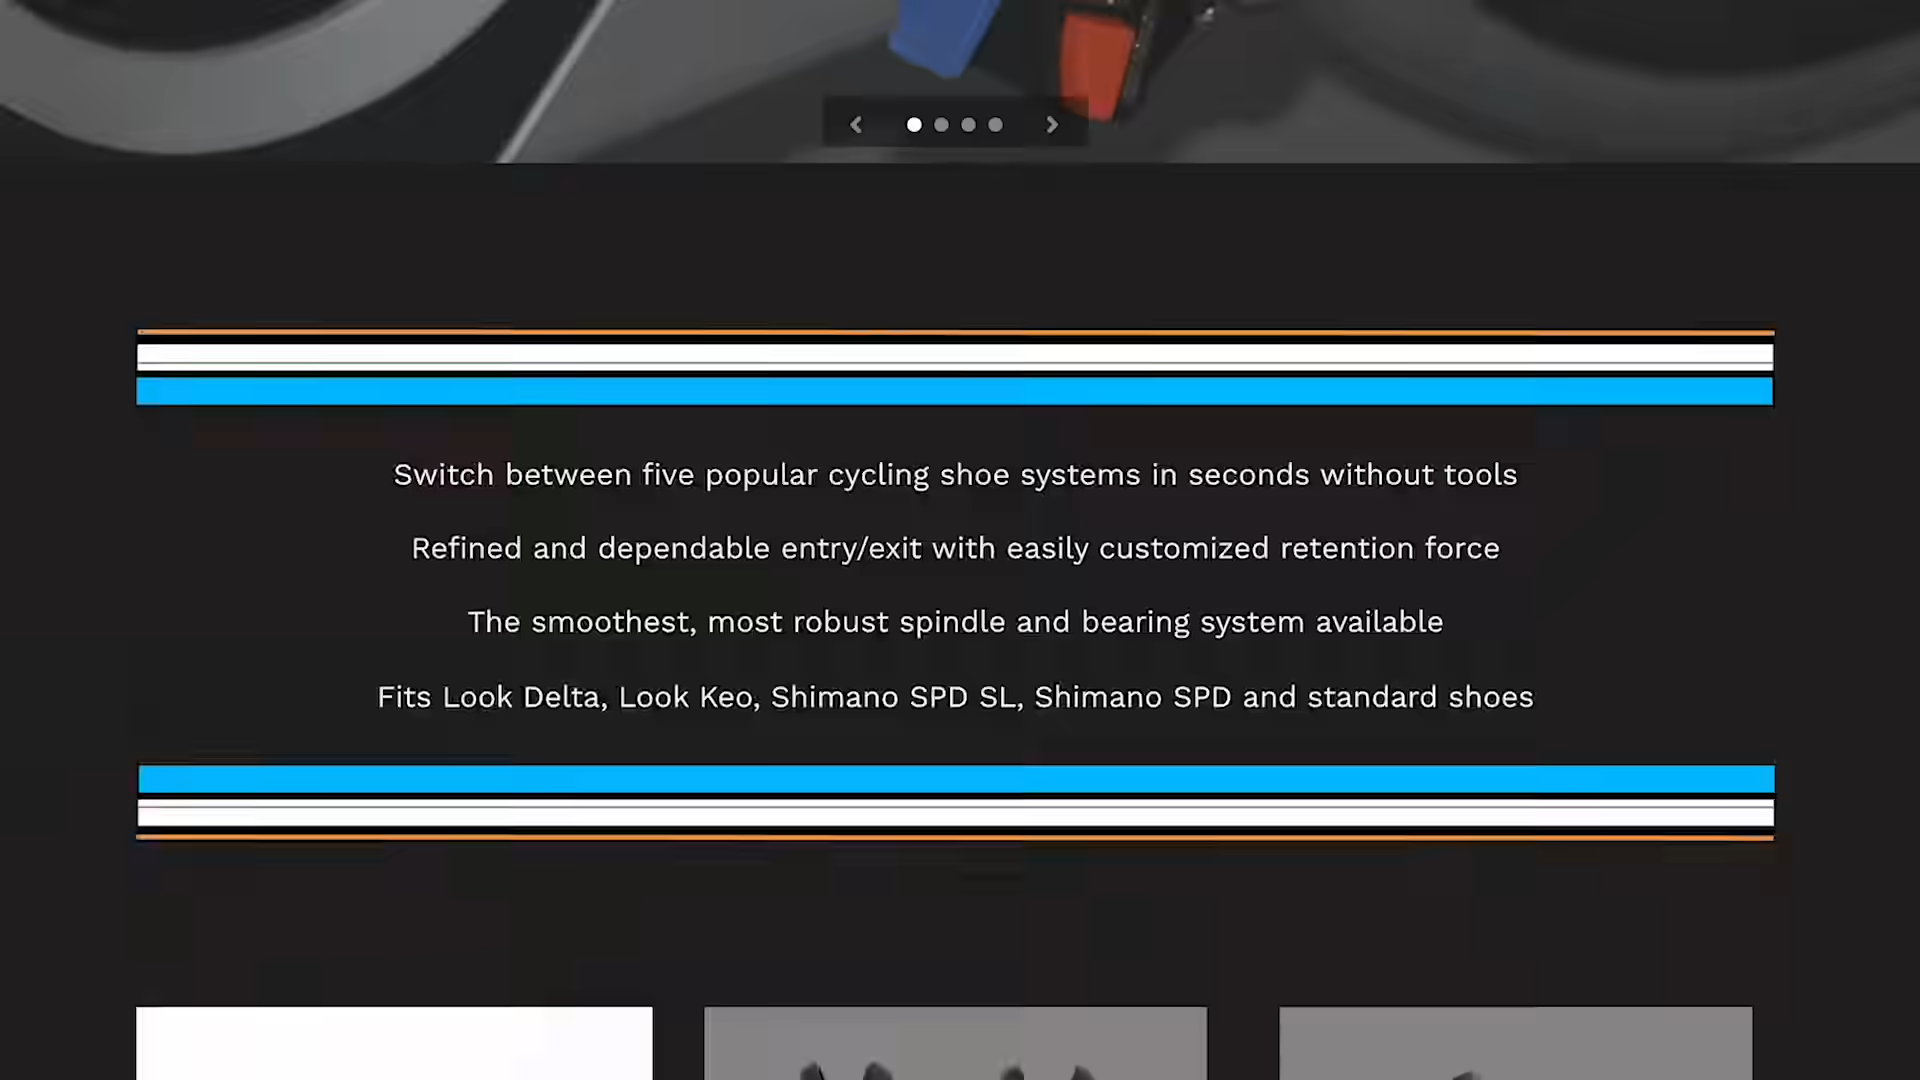 Switch between five popular cycling shoe systems in seconds without tools
Refined and dependable entry/exit with easily customized retention force
The smoothest, most robust spindle and bearing system available
Fits Look Delta, Look Keo, Shimano SPD SL, Shimano SPD and standard shoes